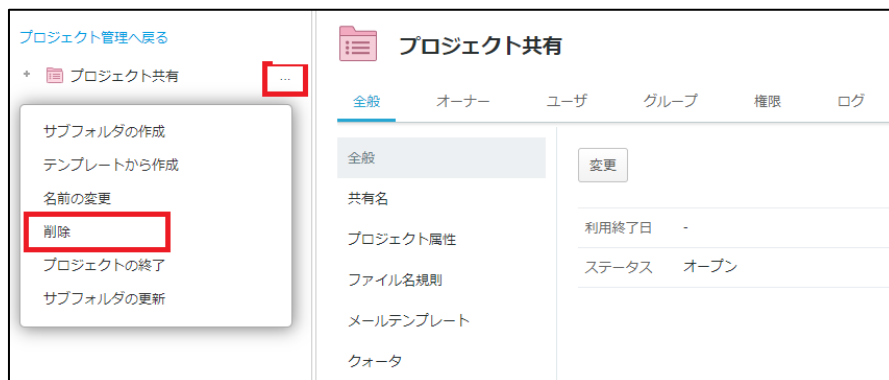 プロジェクト管理へ戻る
+ プロジェクト共有 ...
サブフォルダの作成
テンプレートから作成
名前の変更
削除
プロジェクトの終了
サブフォルダの更新
プロジェクト共有
全般 オーナー ユーザ グループ 権限 ログ
全般
共有名
プロジェクト属性
ファイル名規則
メールテンプレート
クォータ
変更
利用終了日 -
ステータス オープン